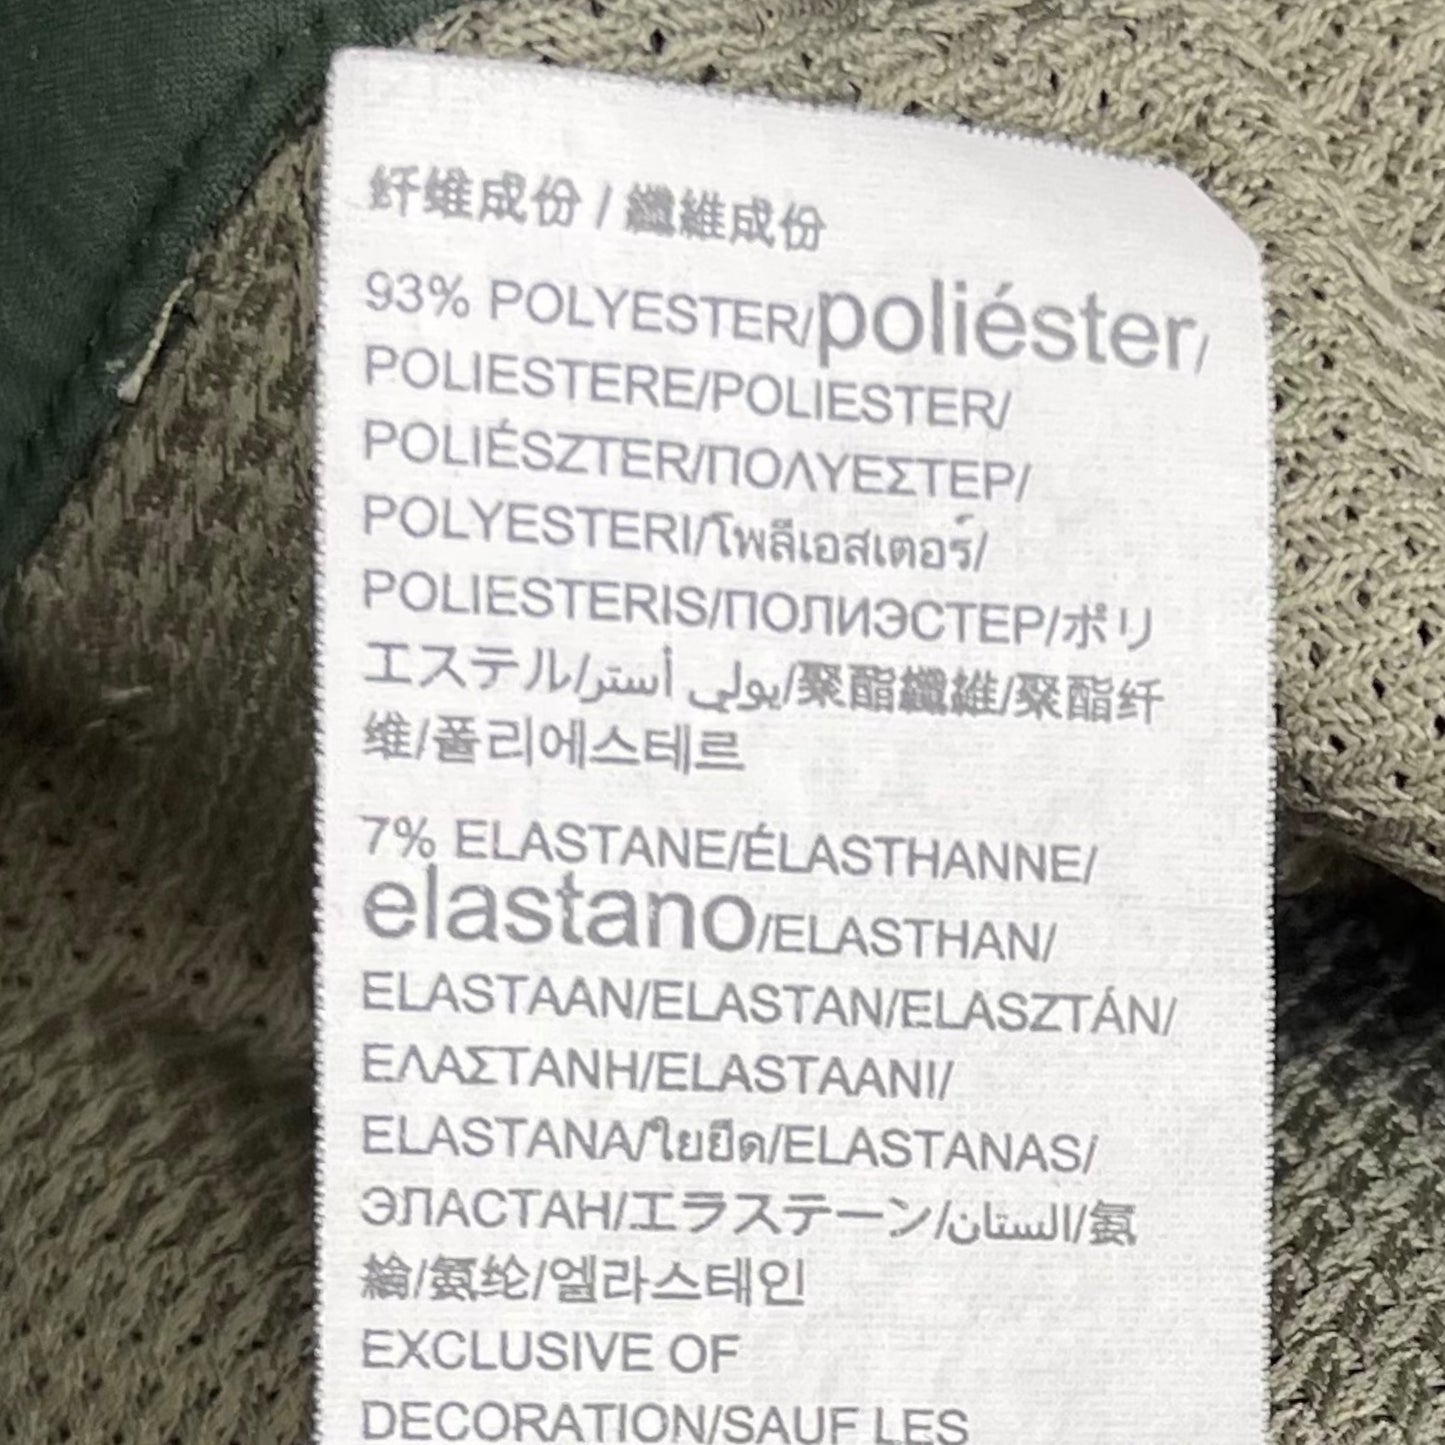 纤维成份 / 纖維成份
93% POLYESTER/poliéster/
POLIESTERE/POLIESTER/
POLIÉSZTER/ΠΟΛΥΕΣΤΕΡ/
POLYESTERI/โพลีเอสเตอร์/
POLIESTERIS/ПОЛИЭСТЕР/ポリ
エステル/بولي أستر/聚酯纖維/聚酯纤
维/폴리에스테르
7% ELASTANE/ÉLASTHANNE/
elastano/ELASTHAN/
ELASTAAN/ELASTAN/ELASZTÁN/
ΕΛΑΣΤΑΝΗ/ELASTAANI/
ELASTANA/ใยยืด/ELASTANAS/
ЭЛАСТАН/エラステーン/الستان/氨
綸/氨纶/엘라스테인
EXCLUSIVE OF
DECORATION/SAUF LES